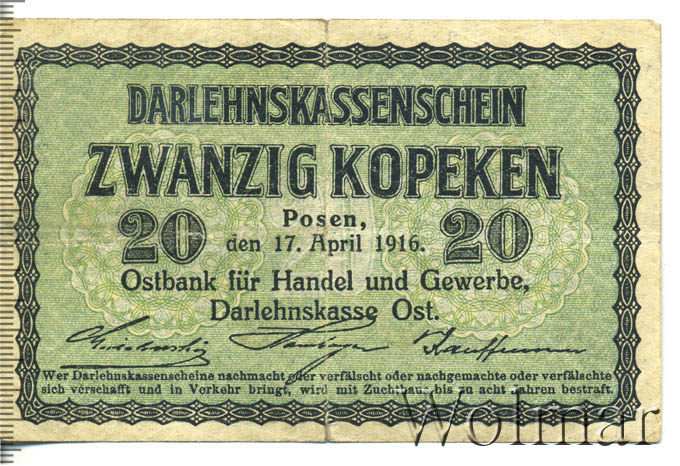 DARLEHNSKASSENSCHEIN
ZWANZIG KOPEKEN
20 Posen, 20
den 17. April 1916.
Ostbank für Handel und Gewerbe,
Darlehnskasse Ost.
Kauffmann
Wer Darlehnskassenscheine nachmacht oder verfälscht oder nachgemachte oder verfälschte
sich verschafft und in Verkehr bringt, wird mit Zuchthaus bis zu acht Jahren bestraft.
Wolmar